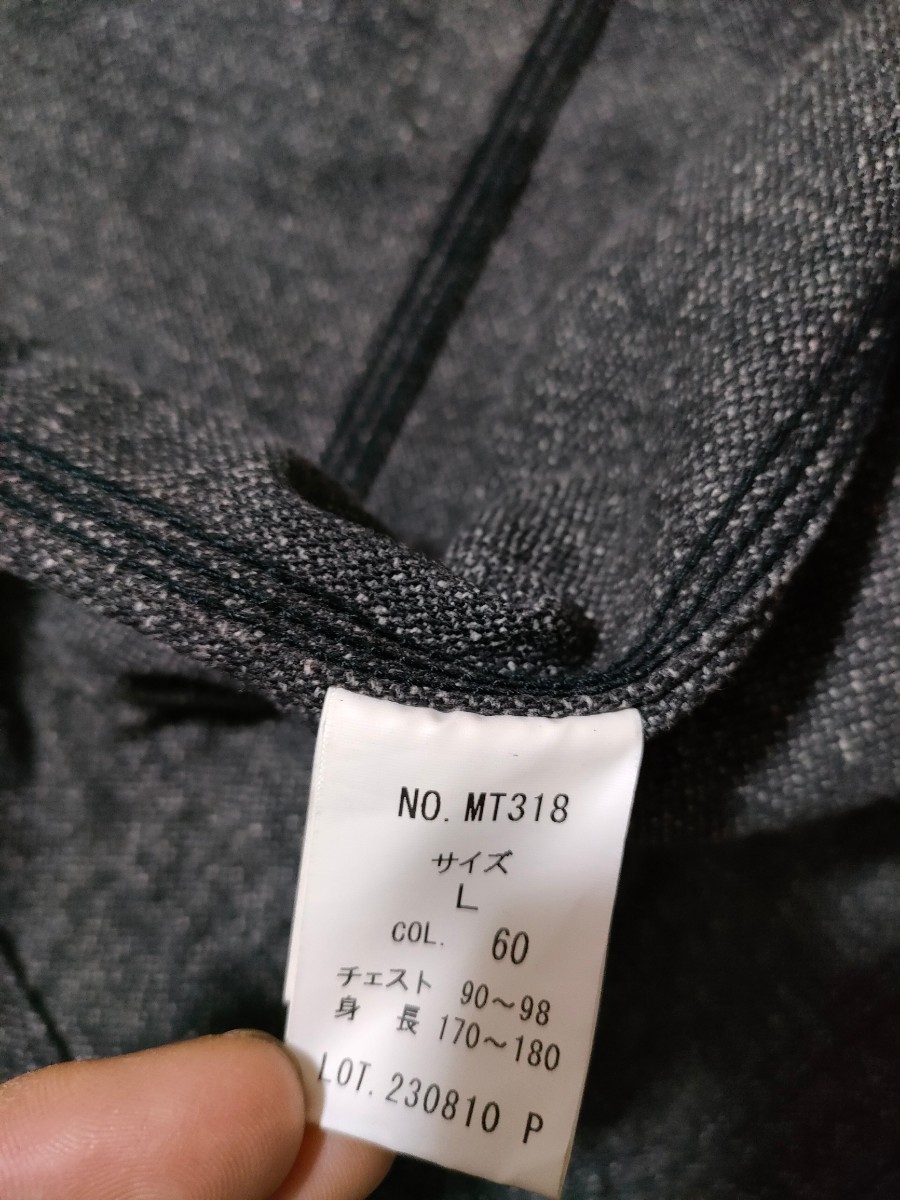 NO. MT318
サイズ
L
COL. 60
チェスト 90〜98
身長 170〜180
LOT. 230810 P